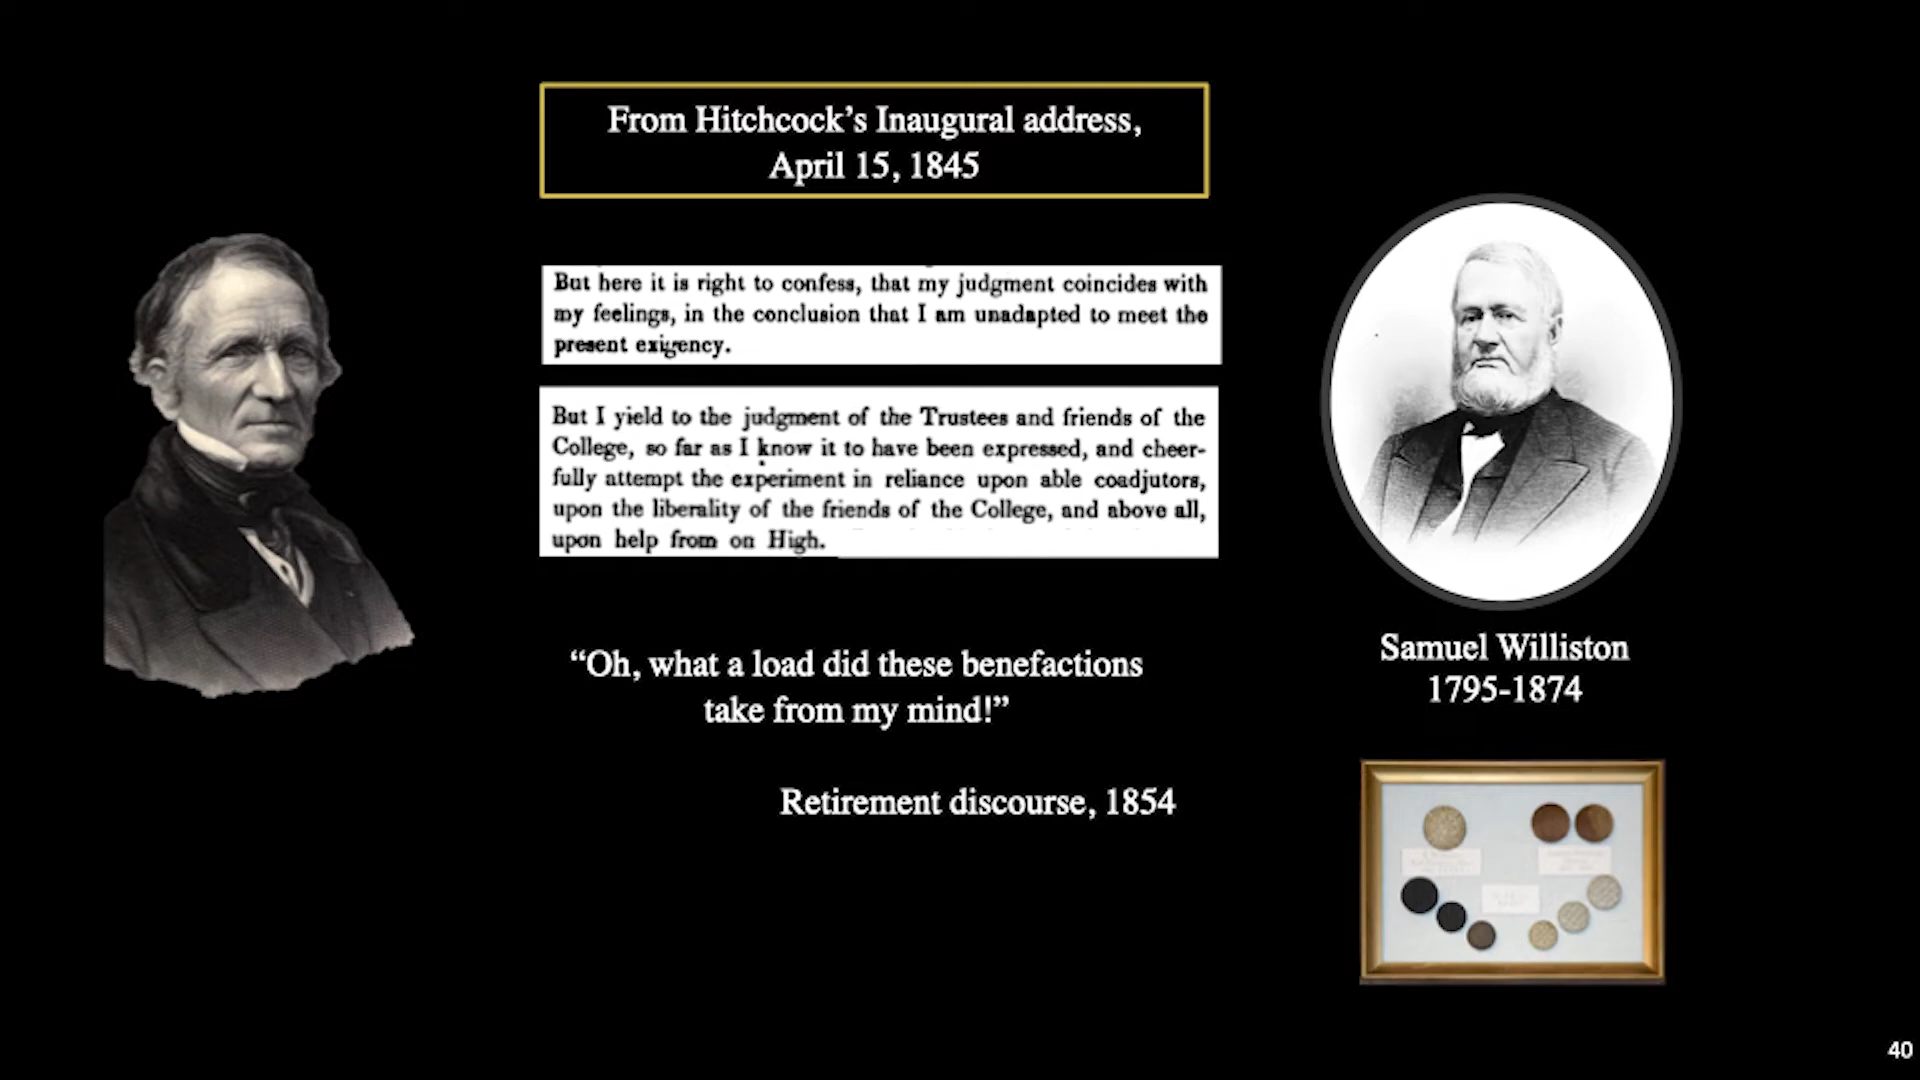 From Hitchcock’s Inaugural address,
April 15, 1845
But here it is right to confess, that my judgment coincides with
my feelings, in the conclusion that I am unadapted to meet the
present exigency.
But I yield to the judgment of the Trustees and friends of the
College, so far as I know it to have been expressed, and cheer-
fully attempt the experiment in reliance upon able coadjutors,
upon the liberality of the friends of the College, and above all,
upon help from on High.
“Oh, what a load did these benefactions
take from my mind!”
Retirement discourse, 1854
Samuel Williston
1795-1874
40